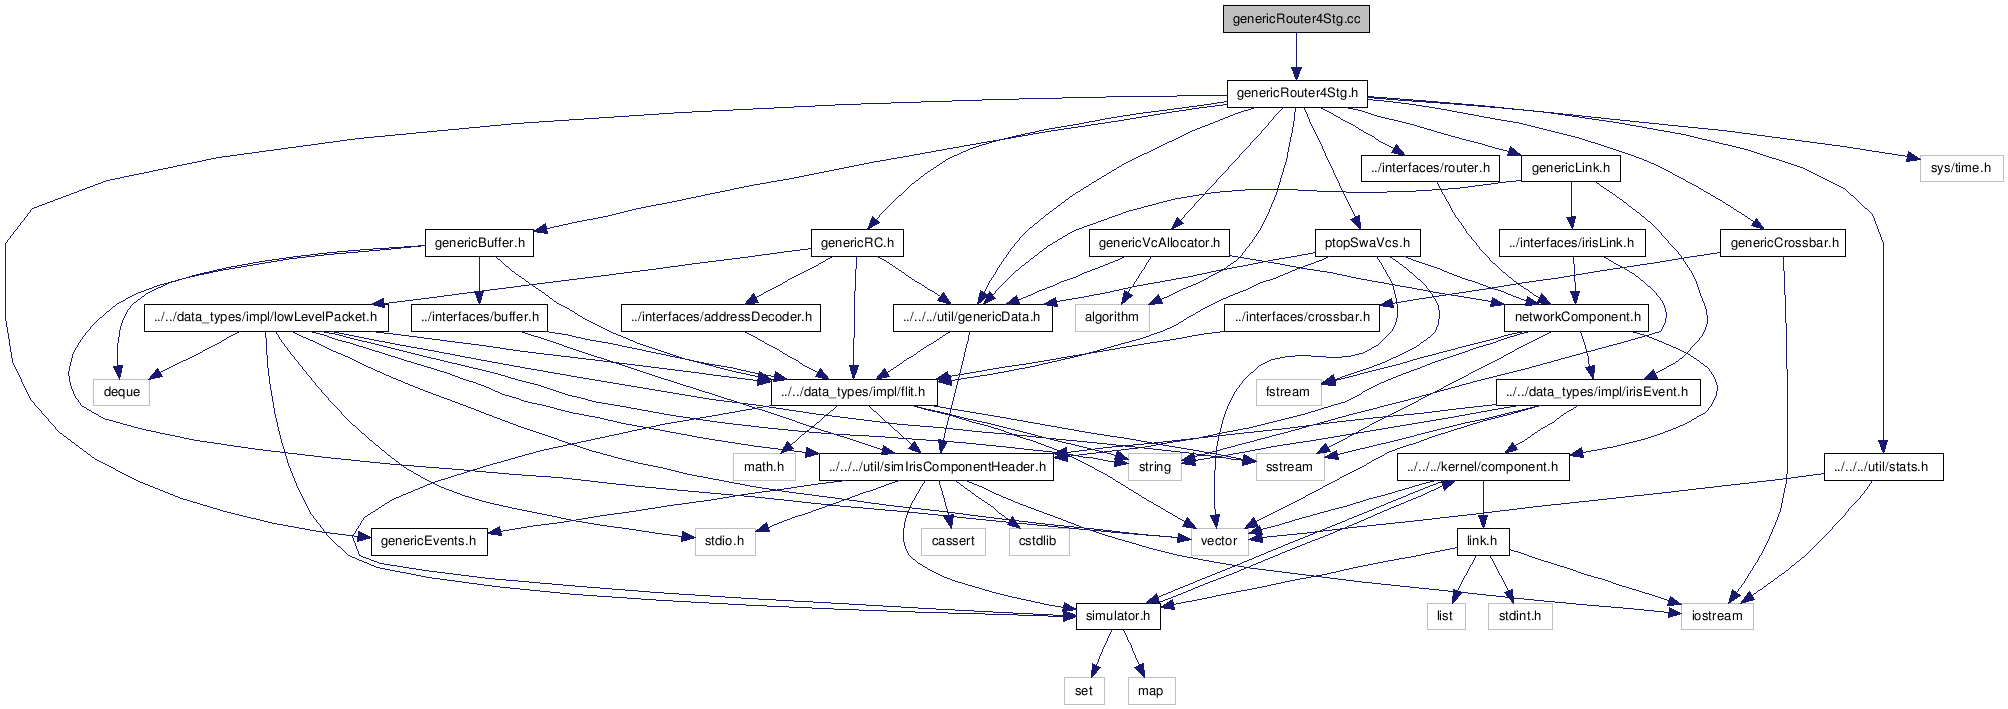 genericRouter4Stg.cc
genericRouter4Stg.h
../interfaces/router.h
genericLink.h
sys/time.h
genericBuffer.h
genericRC.h
genericVcAllocator.h
ptopSwaVcs.h
../interfaces/irisLink.h
genericCrossbar.h
../../data_types/impl/lowLevelPacket.h
../interfaces/buffer.h
../interfaces/addressDecoder.h
../../../util/genericData.h
algorithm
../interfaces/crossbar.h
networkComponent.h
deque
../../data_types/impl/flit.h
fstream
../../data_types/impl/irisEvent.h
math.h
../../../util/simIrisComponentHeader.h
string
sstream
../../../kernel/component.h
../../../util/stats.h
genericEvents.h
stdio.h
cassert
cstdlib
vector
link.h
simulator.h
list
stdint.h
iostream
set
map